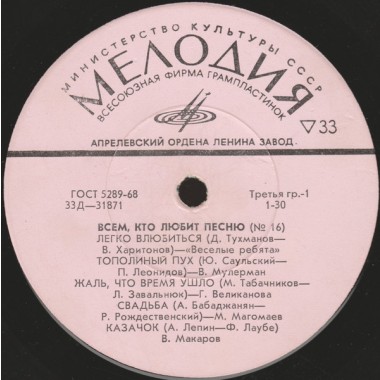 МИНИСТЕРСТВО КУЛЬТУРЫ СССР
МЕЛОДИЯ
ВСЕСОЮЗНАЯ ФИРМА ГРАМПЛАСТИНОК
▽33
АПРЕЛЕВСКИЙ ОРДЕНА ЛЕНИНА ЗАВОД
ГОСТ 5289-68 Третья гр.-1
33Д—31871 1-30
ВСЕМ, КТО ЛЮБИТ ПЕСНЮ (№ 16)
ЛЕГКО ВЛЮБИТЬСЯ (Д. Тухманов—
В. Харитонов)—«Веселые ребята»
ТОПОЛИНЫЙ ПУХ (Ю. Саульский—
П. Леонидов)—В. Мулерман
ЖАЛЬ, ЧТО ВРЕМЯ УШЛО (М. Табачников—
Л. Завальнюк)—Г. Великанова
СВАДЬБА (А. Бабаджанян—
Р. Рождественский)—М. Магомаев
КАЗАЧОК (А. Лепин—Ф. Лаубе)
В. Макаров